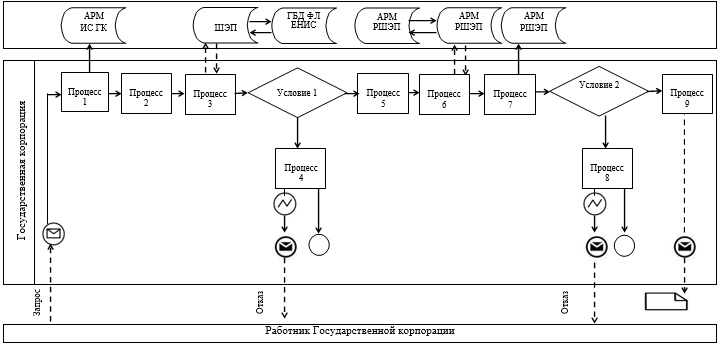 АРМ
ИС ГК
ШЭП
ГБД ФЛ
ЕНИС
АРМ
РШЭП
АРМ
РШЭП
АРМ
РШЭП
Государственная корпорация
Процесс
1
Процесс
2
Процесс
3
Условие 1
Процесс
5
Процесс
6
Процесс
7
Условие 2
Процесс
9
Процесс
4
Процесс
8
Запрос
Отказ
Отказ
Работник Государственной корпорации